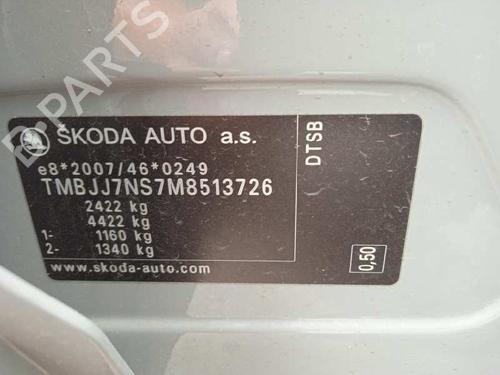 ŠKODA AUTO a.s.
e8*2007/46*0249
TMBJJ7NS7M8513726
2422 kg
4422 kg
1- 1160 kg
2- 1340 kg
www.skoda-auto.com
DTSB
0,50
B-PARTS